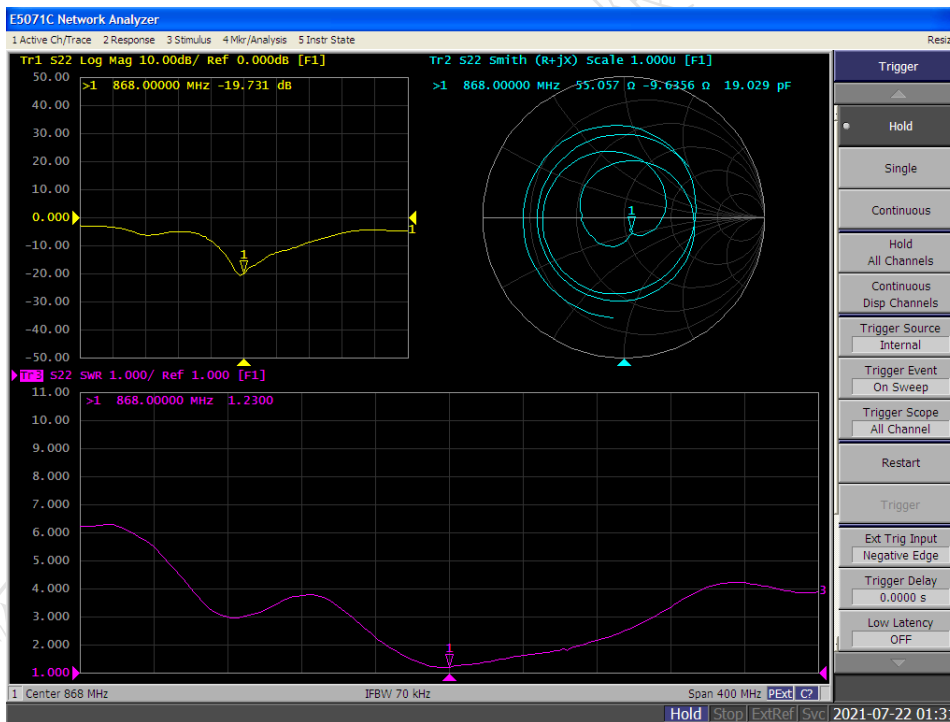 E5071C Network Analyzer
1 Active Ch/Trace 2 Response 3 Stimulus 4 Mkr/Analysis 5 Instr State
Tr1 S22 Log Mag 10.00dB/ Ref 0.000dB [F1]
50.00
>1 868.00000 MHz -19.731 dB
40.00
30.00
20.00
10.00
0.000
-10.00
-20.00
-30.00
-40.00
-50.00
1
1
Tr2 S22 Smith (R+jX) Scale 1.000U [F1]
>1 868.00000 MHz 55.057 Ω -9.6356 Ω 19.029 pF
1
Tr3 S22 SWR 1.000/ Ref 1.000 [F1]
11.00
>1 868.00000 MHz 1.2300
10.00
9.000
8.000
7.000
6.000
5.000
4.000
3.000
2.000
1.000
1
3
1 Center 868 MHz
IFBW 70 kHz
Span 400 MHz PExt C?
Trigger
Hold
Single
Continuous
Hold
All Channels
Continuous
Disp Channels
Trigger Source
Internal
Trigger Event
On Sweep
Trigger Scope
All Channel
Restart
Trigger
Ext Trig Input
Negative Edge
Trigger Delay
0.0000 s
Low Latency
OFF
Hold Stop ExtRef Svc 2021-07-22 01:3